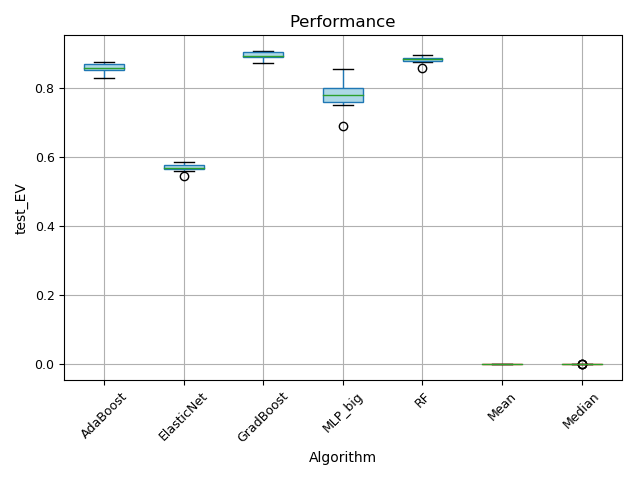 Performance
test_EV
0.8
0.6
0.4
0.2
0.0
AdaBoost
ElasticNet
GradBoost
MLP_big
RF
Mean
Median
Algorithm